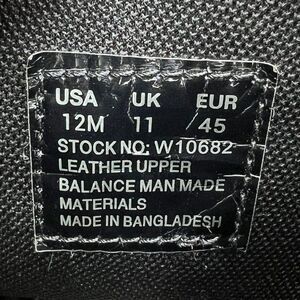 USA UK EUR
12M 11 45
STOCK NO: W10682
LEATHER UPPER
BALANCE MAN MADE
MATERIALS
MADE IN BANGLADESH